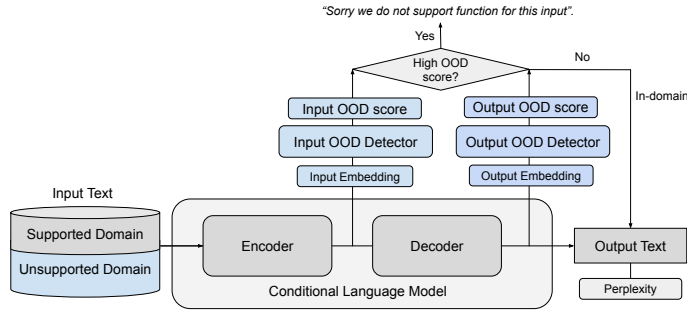 “Sorry we do not support function for this input”.
Yes
No
High OOD
score?
In-domain
Input OOD score
Output OOD score
Input OOD Detector
Output OOD Detector
Input Embedding
Output Embedding
Input Text
Supported Domain
Unsupported Domain
Encoder
Decoder
Output Text
Conditional Language Model
Perplexity